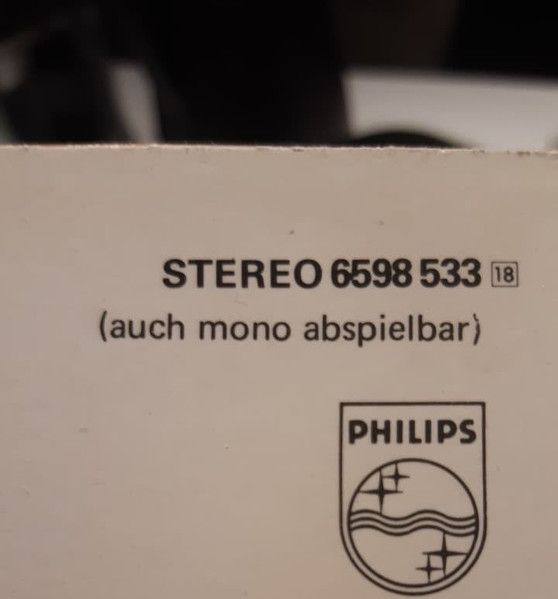 STEREO 6598 533 18
(auch mono abspielbar)
PHILIPS